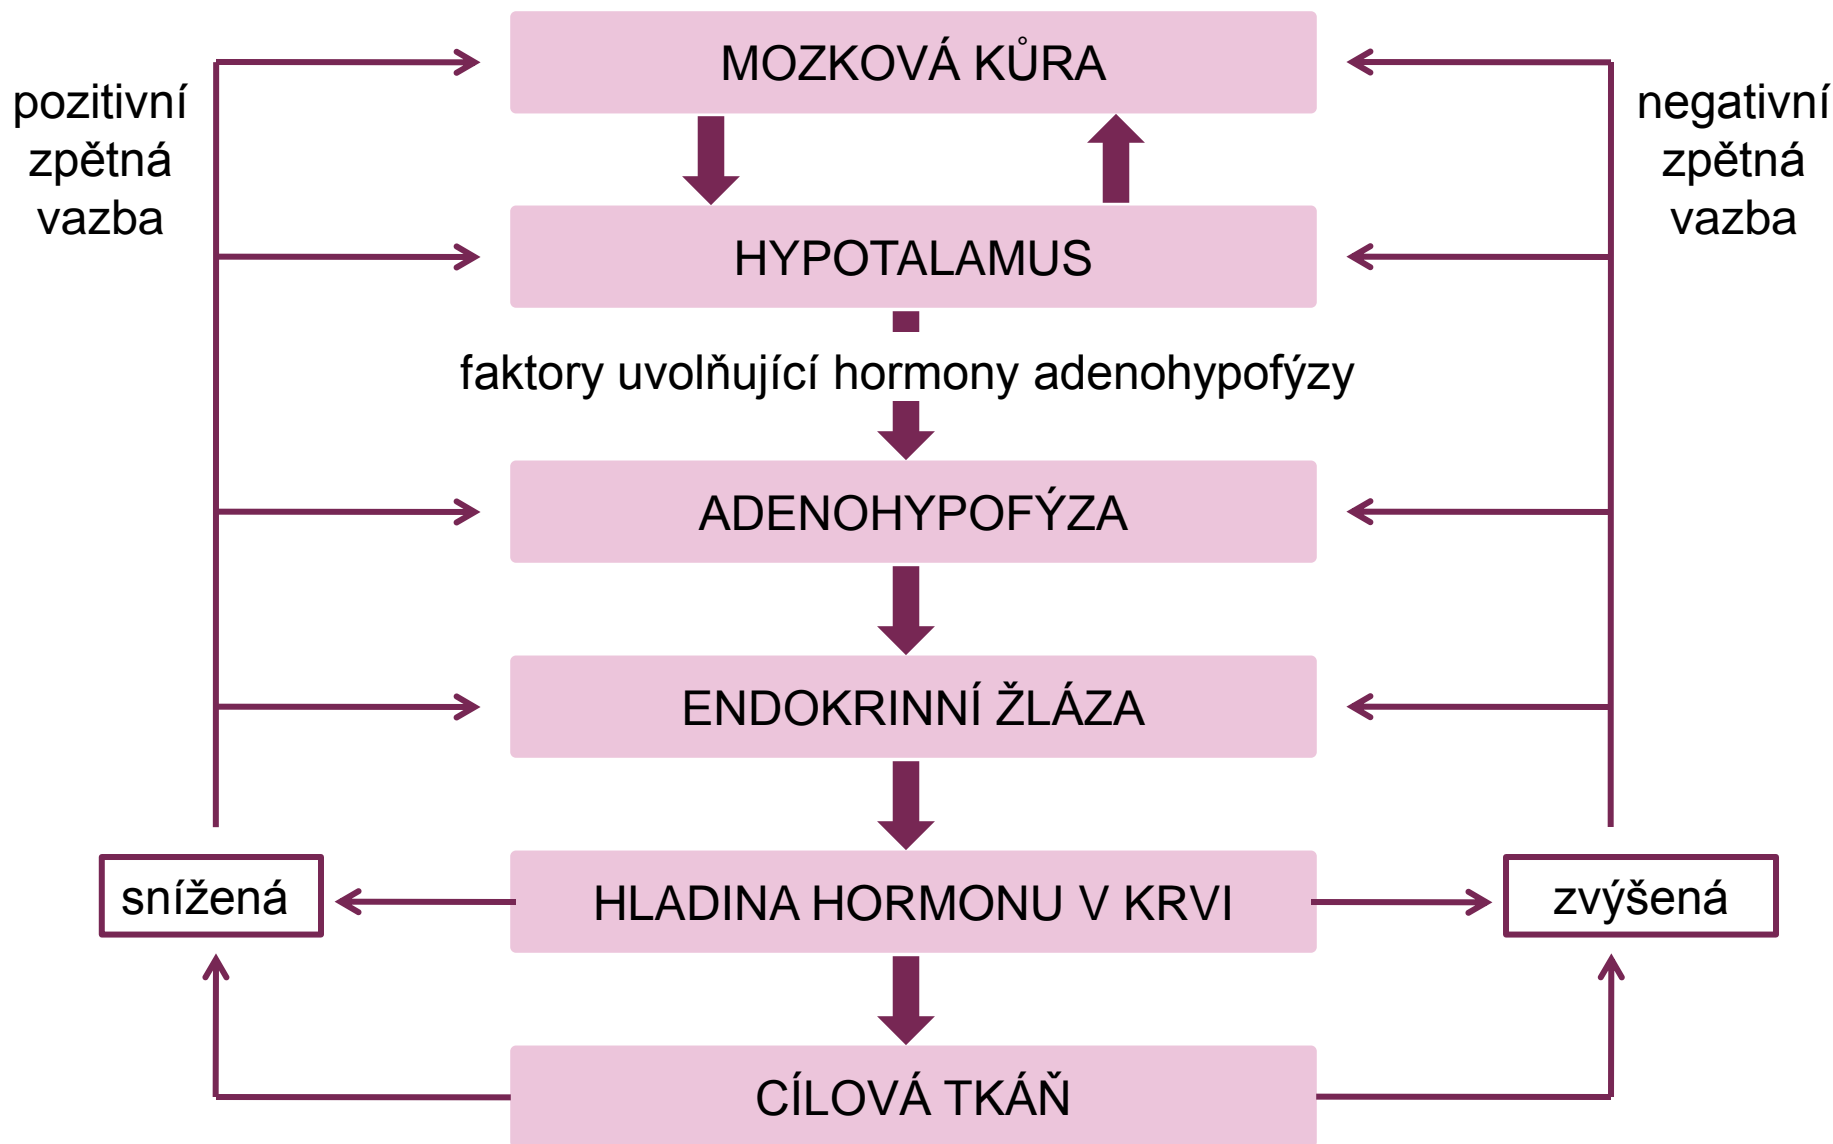 MOZKOVÁ KŮRA
pozitivní
zpětná
vazba
negativní
zpětná
vazba
HYPOTALAMUS
faktory uvolňující hormony adenohypofýzy
ADENOHYPOFÝZA
ENDOKRINNÍ ŽLÁZA
snížená
HLADINA HORMONU V KRVI
zvýšená
CÍLOVÁ TKÁŇ